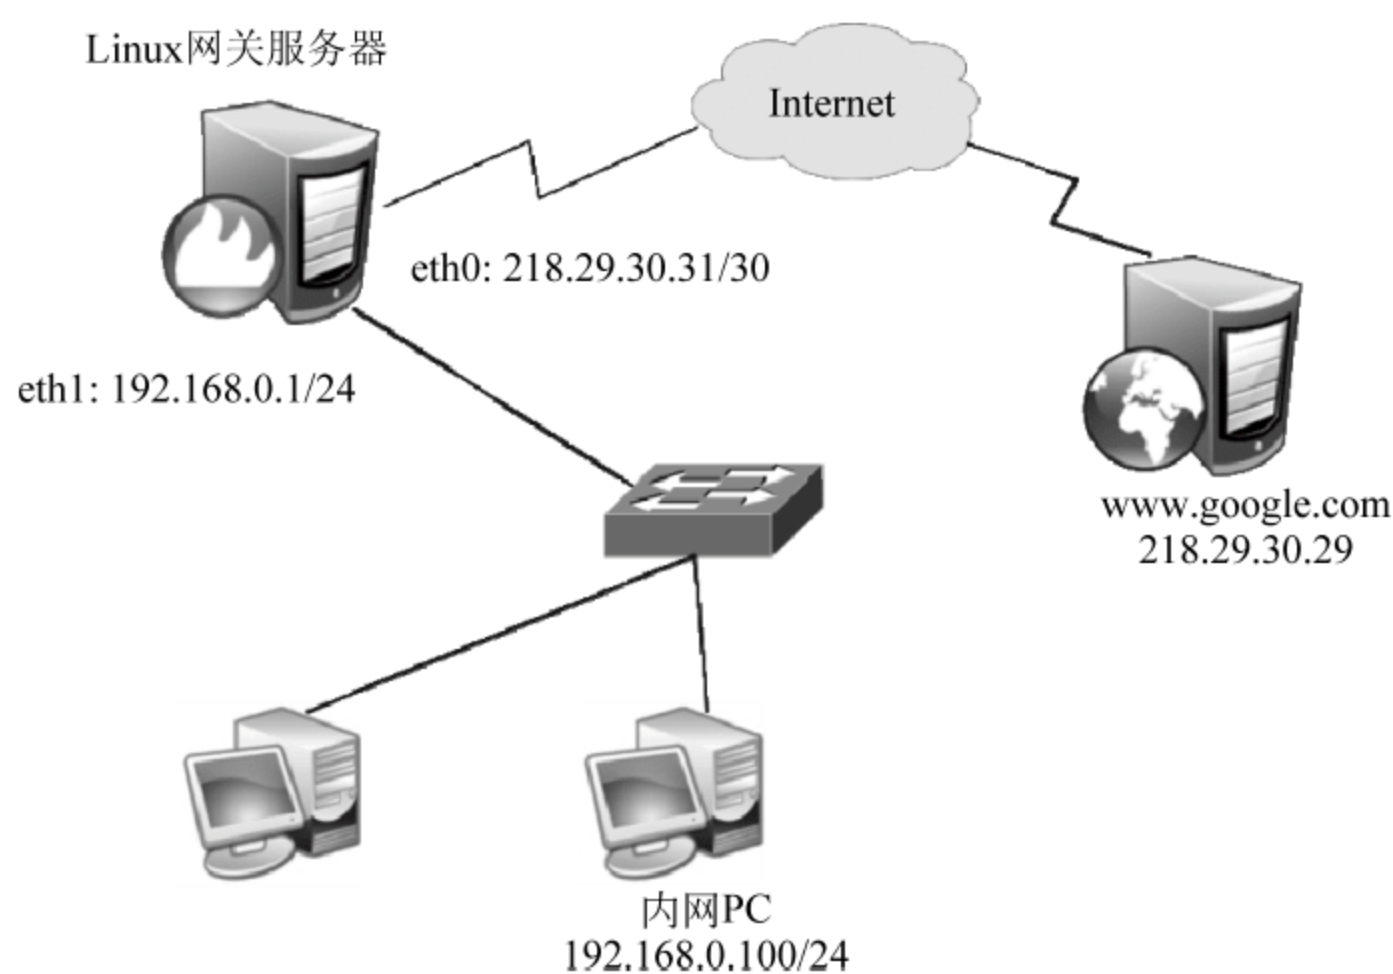 Linux网关服务器
Internet
eth0: 218.29.30.31/30
eth1: 192.168.0.1/24
www.google.com
218.29.30.29
内网PC
192.168.0.100/24